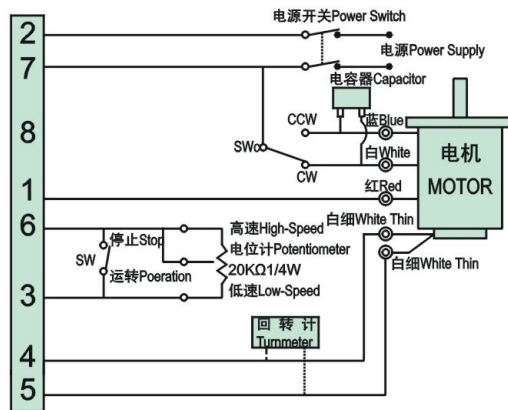 电源开关Power Switch
2
电源Power Supply
7
电容器Capacitor
CCW
蓝Blue
8
SWo
白White
电机
CW
MOTOR
1
红Red
6
高速High-Speed
白细White Thin
停止Stop
电位计Potentiometer
SW
20KΩ1/4W
白细White Thin
运转Poeration
3
低速Low-Speed
回转计
Tummeter
4
5